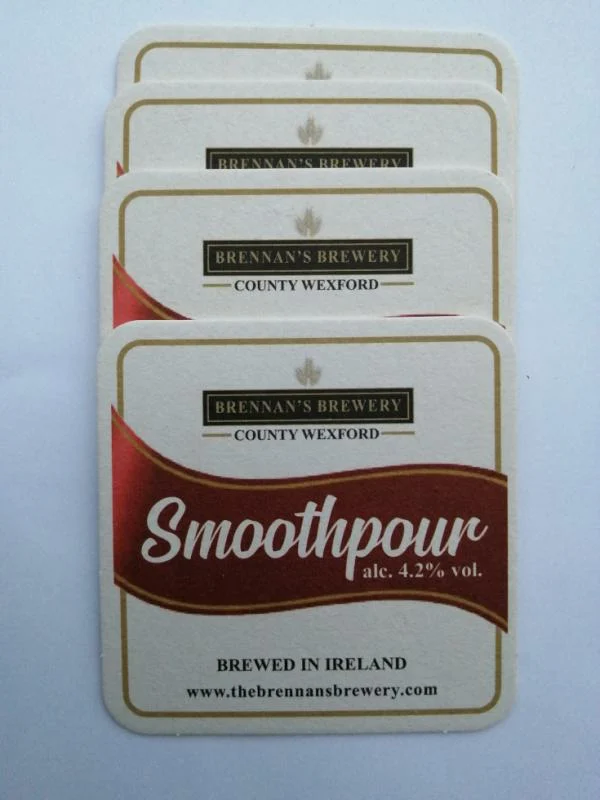 BRENNAN'S BREWERY
BRENNAN'S BREWERY
COUNTY WEXFORD
BRENNAN'S BREWERY
COUNTY WEXFORD
Smoothpour
alc. 4.2% vol.
BREWED IN IRELAND
www.thebrennansbrewery.com